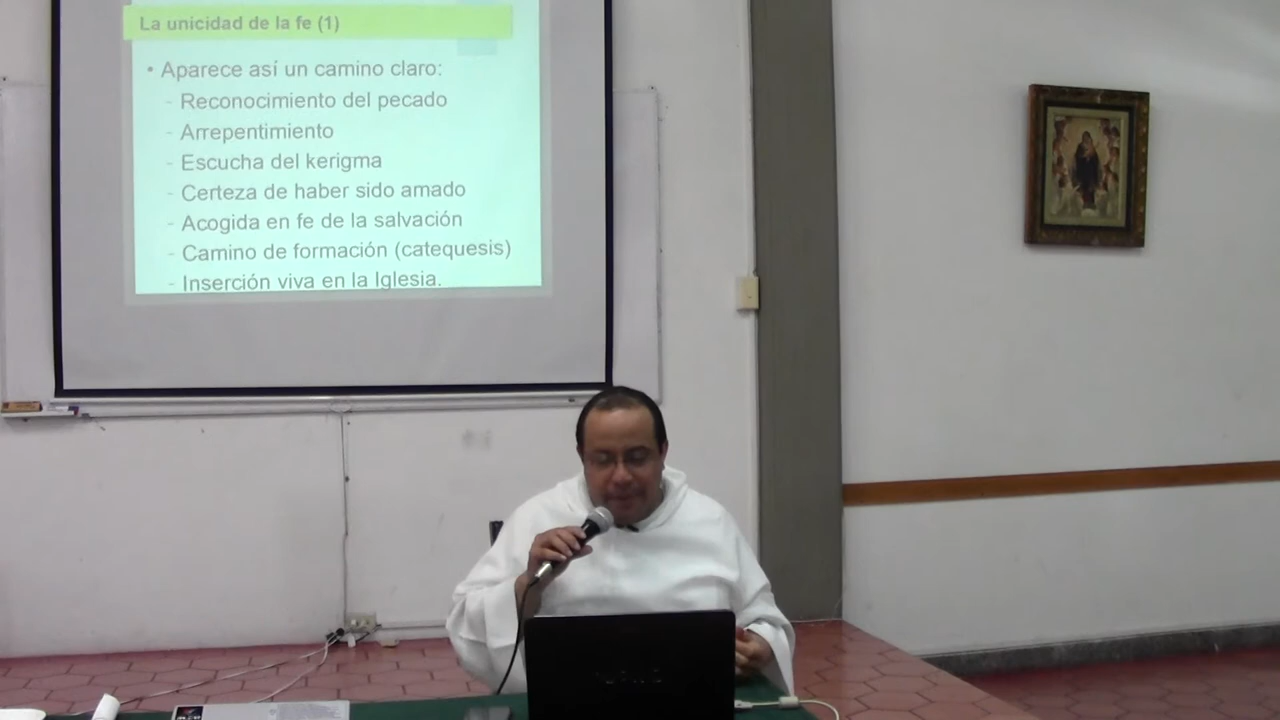 La unicidad de la fe (1)
• Aparece así un camino claro:
- Reconocimiento del pecado
- Arrepentimiento
- Escucha del kerigma
- Certeza de haber sido amado
- Acogida en fe de la salvación
- Camino de formación (catequesis)
- Inserción viva en la Iglesia.